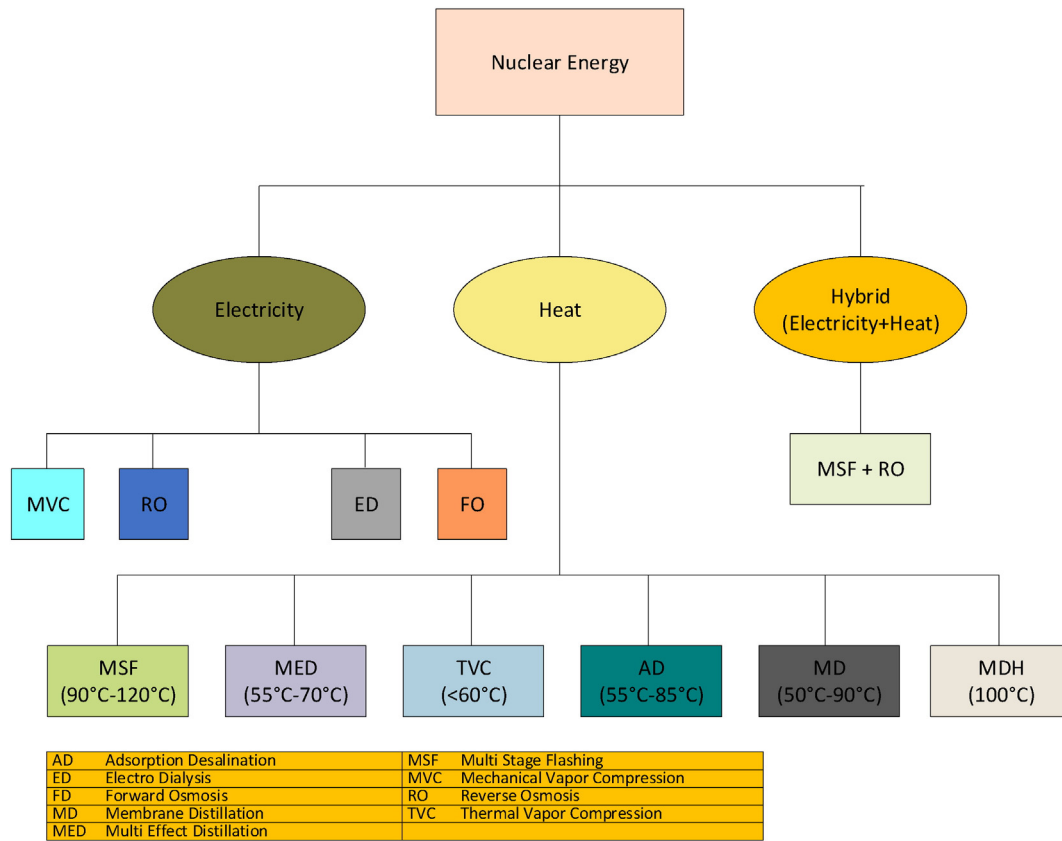 Nuclear Energy
Electricity
Heat
Hybrid
(Electricity+Heat)
MVC
RO
ED
FO
MSF + RO
MSF
(90°C-120°C)
MED
(55°C-70°C)
TVC
(<60°C)
AD
(55°C-85°C)
MD
(50°C-90°C)
MDH
(100°C)
AD Adsorption Desalination MSF Multi Stage Flashing
ED Electro Dialysis MVC Mechanical Vapor Compression
FD Forward Osmosis RO Reverse Osmosis
MD Membrane Distillation TVC Thermal Vapor Compression
MED Multi Effect Distillation